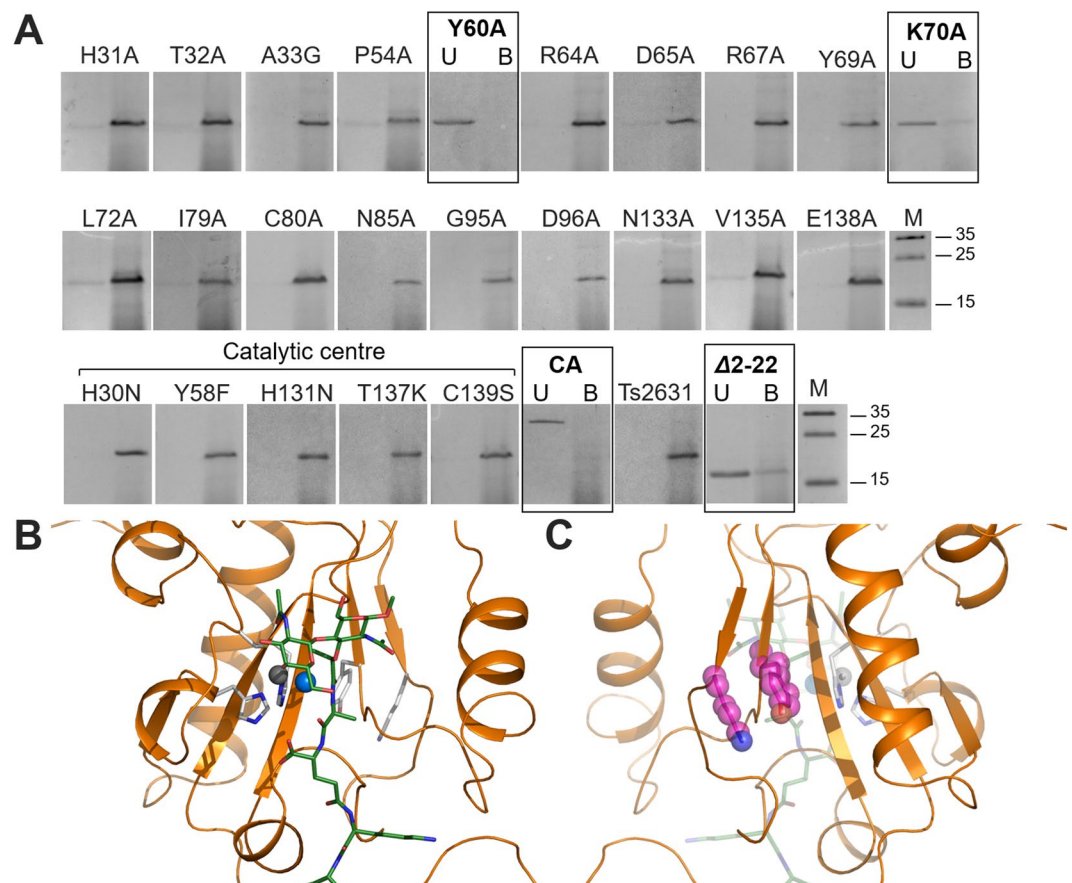 A
H31A T32A A33G P54A Y60A R64A D65A R67A Y69A K70A
U B U B
L72A I79A C80A N85A G95A D96A N133A V135A E138A M
35
25
15
Catalytic centre
H30N Y58F H131N T137K C139S CA Ts2631 Δ2-22 M
U B U B
35
25
15
B C